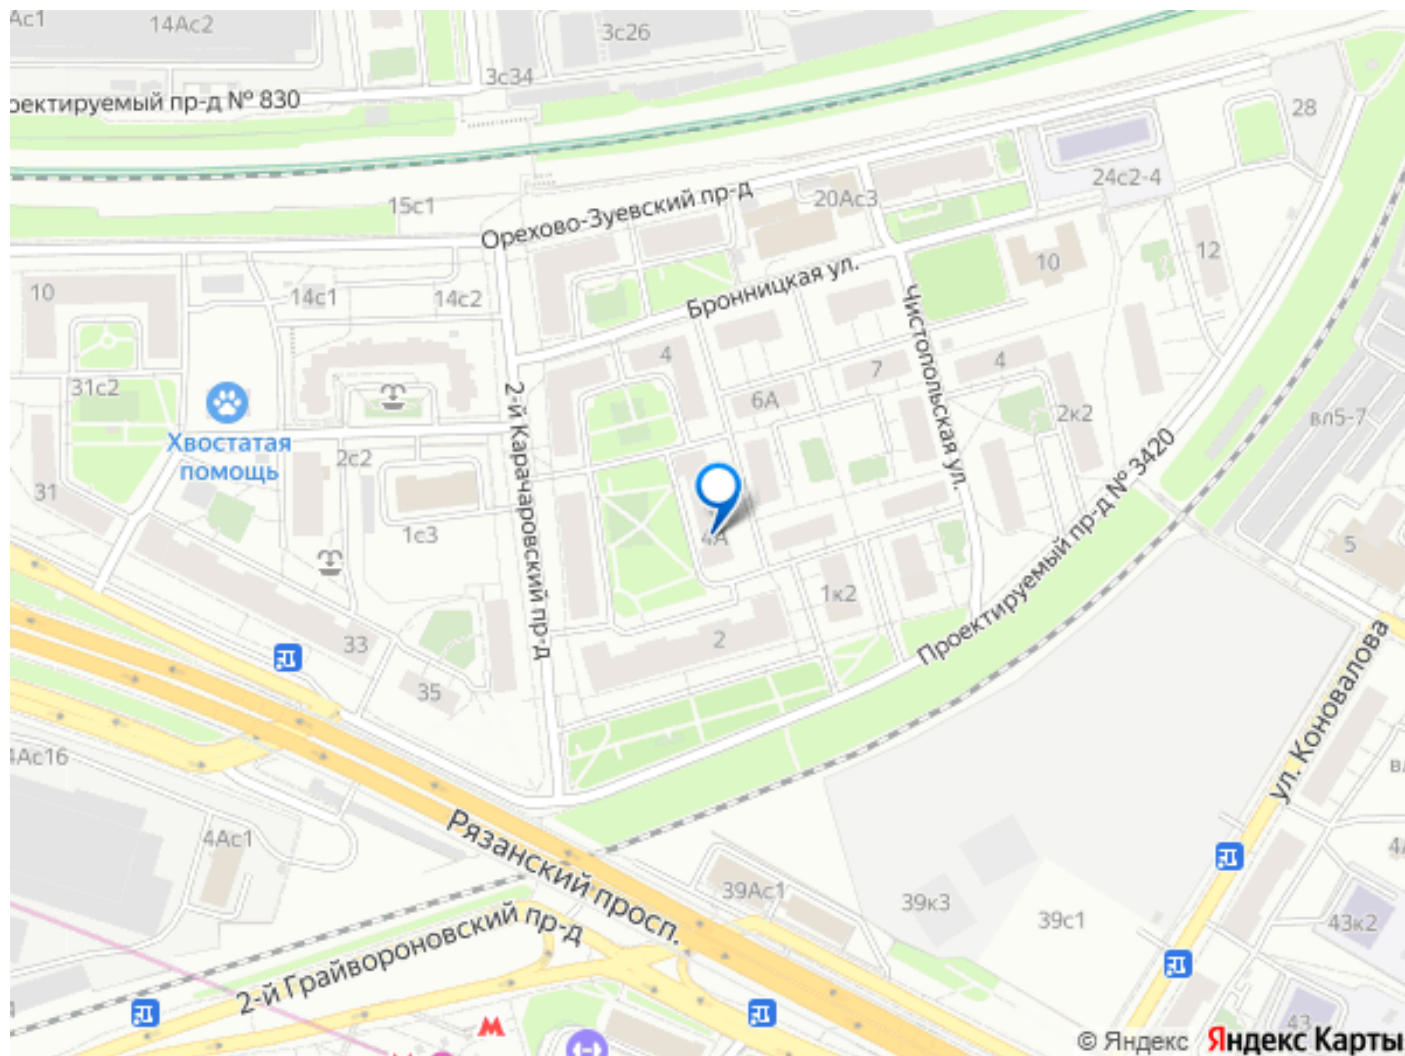 Ас1
14Ас2
3с26
3с34
ректируемый пр-д № 830
28
15с1
24с2-4
Орехово-Зуевский пр-д
20Ас3
10
14с1
14с2
Бронницкая ул.
10
12
31с2
4
7
4
Чистопольская ул.
6А
2к2
вл5-7
Хвостатая
помощь
2с2
31
1с3
2-й Карачаровский пр-д
4А
Проектируемый пр-д № 3420
5
1к2
33
2
35
ул. Коновалова
4Ас16
4Ас1
Рязанский просп.
39Ас1
39к3
39с1
43к2
2-й Грайвороновский пр-д
43
© Яндекс Яндекс Карты